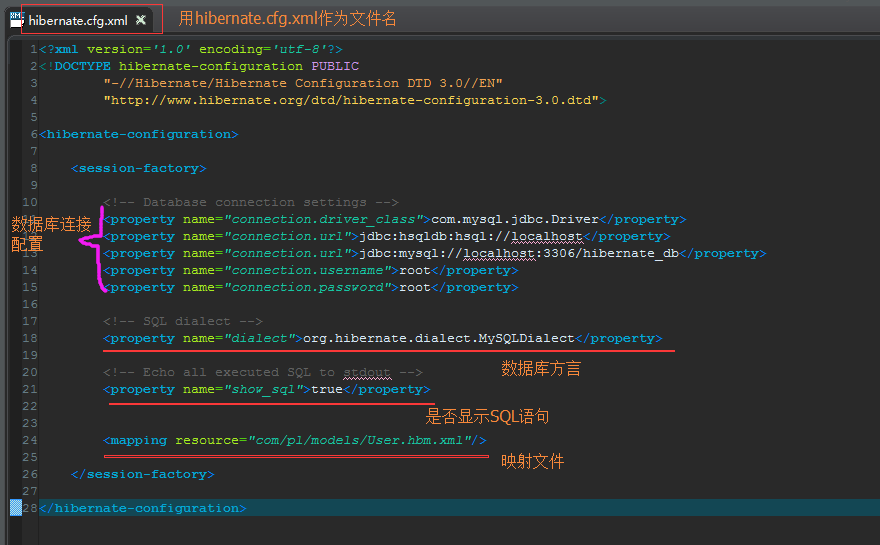 hibernate.cfg.xml
用hibernate.cfg.xml作为文件名
1 <?xml version='1.0' encoding='utf-8'?>
2 <!DOCTYPE hibernate-configuration PUBLIC
3 "-//Hibernate/Hibernate Configuration DTD 3.0//EN"
4 "http://www.hibernate.org/dtd/hibernate-configuration-3.0.dtd">
5
6 <hibernate-configuration>
7
8 <session-factory>
9
10 <!-- Database connection settings -->
数据库连接
配置
<property name="connection.driver_class">com.mysql.jdbc.Driver</property>
<property name="connection.url">jdbc:hsqldb:hsql://localhost</property>
13 <property name="connection.url">jdbc:mysql://localhost:3306/hibernate_db</property>
14 <property name="connection.username">root</property>
15 <property name="connection.password">root</property>
16
17 <!-- SQL dialect -->
18 <property name="dialect">org.hibernate.dialect.MySQLDialect</property>
19
数据库方言
20 <!-- Echo all executed SQL to stdout -->
21 <property name="show_sql">true</property>
22
是否显示SQL语句
23
24 <mapping resource="com/pl/models/User.hbm.xml"/>
25
映射文件
26 </session-factory>
27
28 </hibernate-configuration>